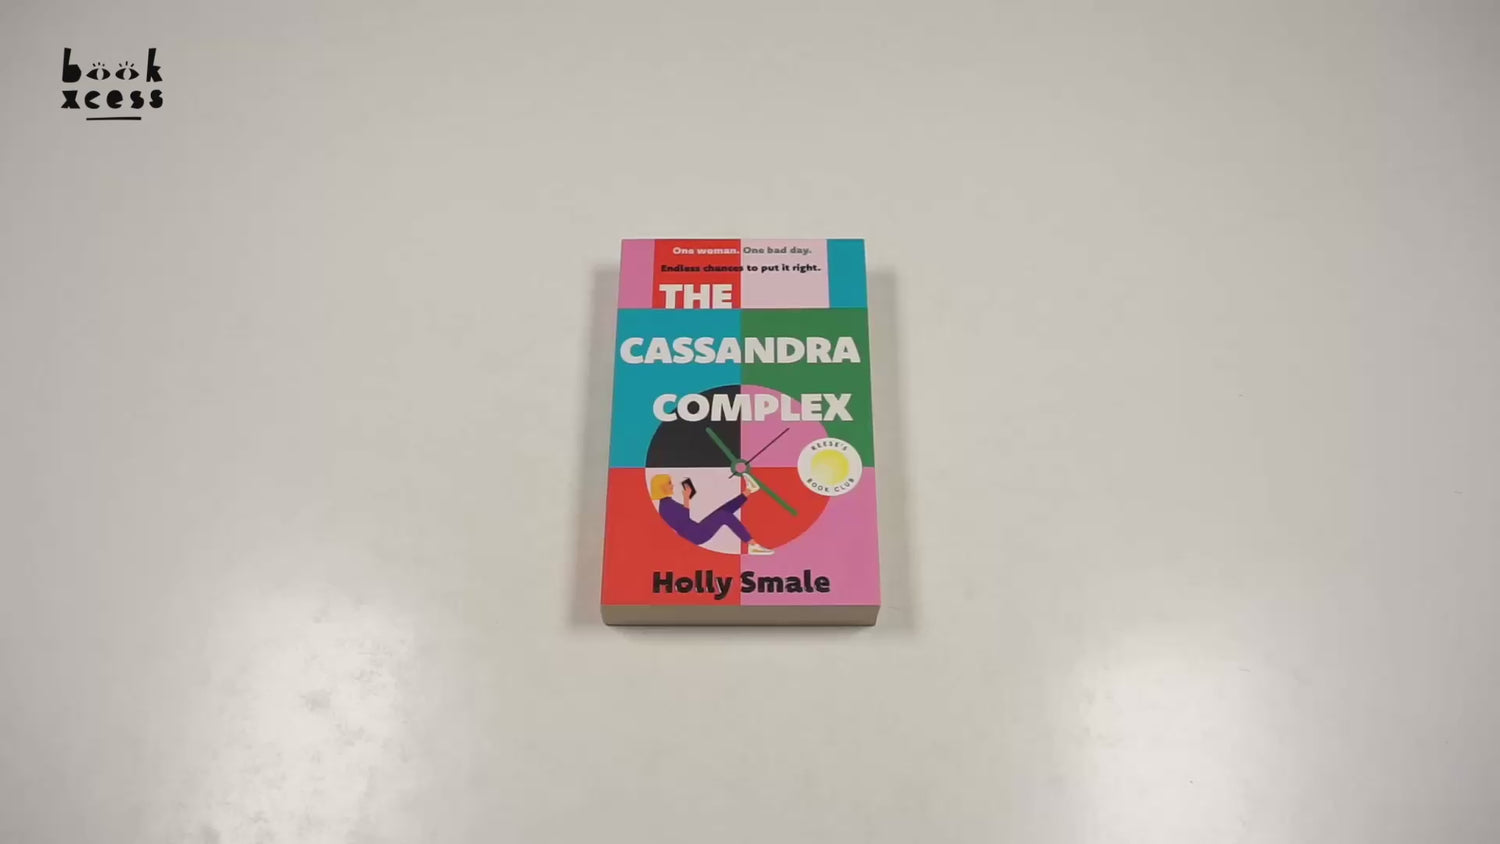 book
xcess
One woman. One bad day.
Endless chances to put it right.
THE
CASSANDRA
COMPLEX
REESE'S
BOOK CLUB
Holly Smale